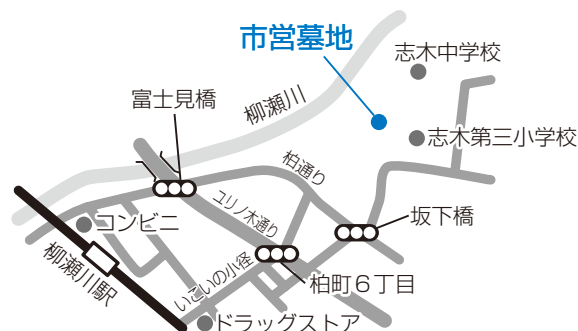 市営墓地
志木中学校
富士見橋
柳瀬川
志木第三小学校
柏通り
ユリノ木通り
コンビニ
坂下橋
柳瀬川駅
いこいの小径
柏町6丁目
ドラッグストア